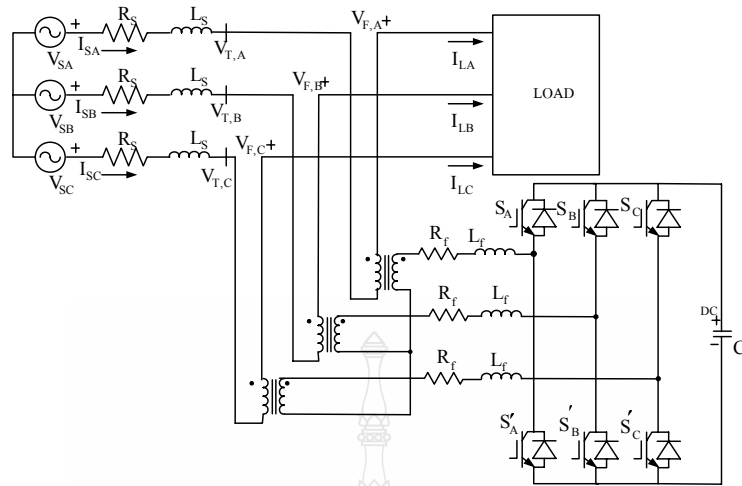 V_F,A +
R_S L_S
V_SA + I_SA V_T,A I_LA
R_S L_S V_F,B +
V_SB + I_SB V_T,B I_LB
LOAD
R_S L_S V_F,C +
V_SC + I_SC V_T,C I_LC
S_A S_B S_C
R_f L_f
R_f L_f
DC +
- C
R_f L_f
S'_A S'_B S'_C